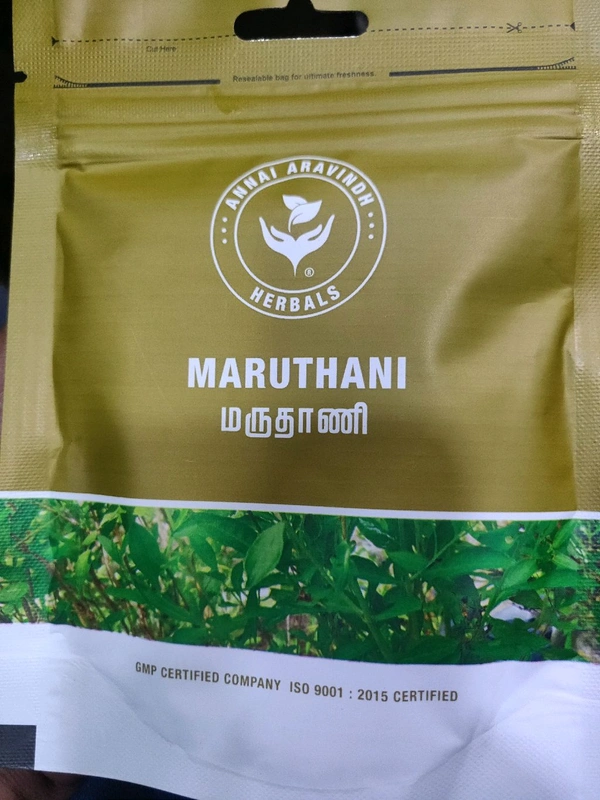 Cut Here
Resealable bag for ultimate freshness.
ANNAI ARAVINDH
HERBALS
®
MARUTHANI
மருதாணி
GMP CERTIFIED COMPANY ISO 9001 : 2015 CERTIFIED